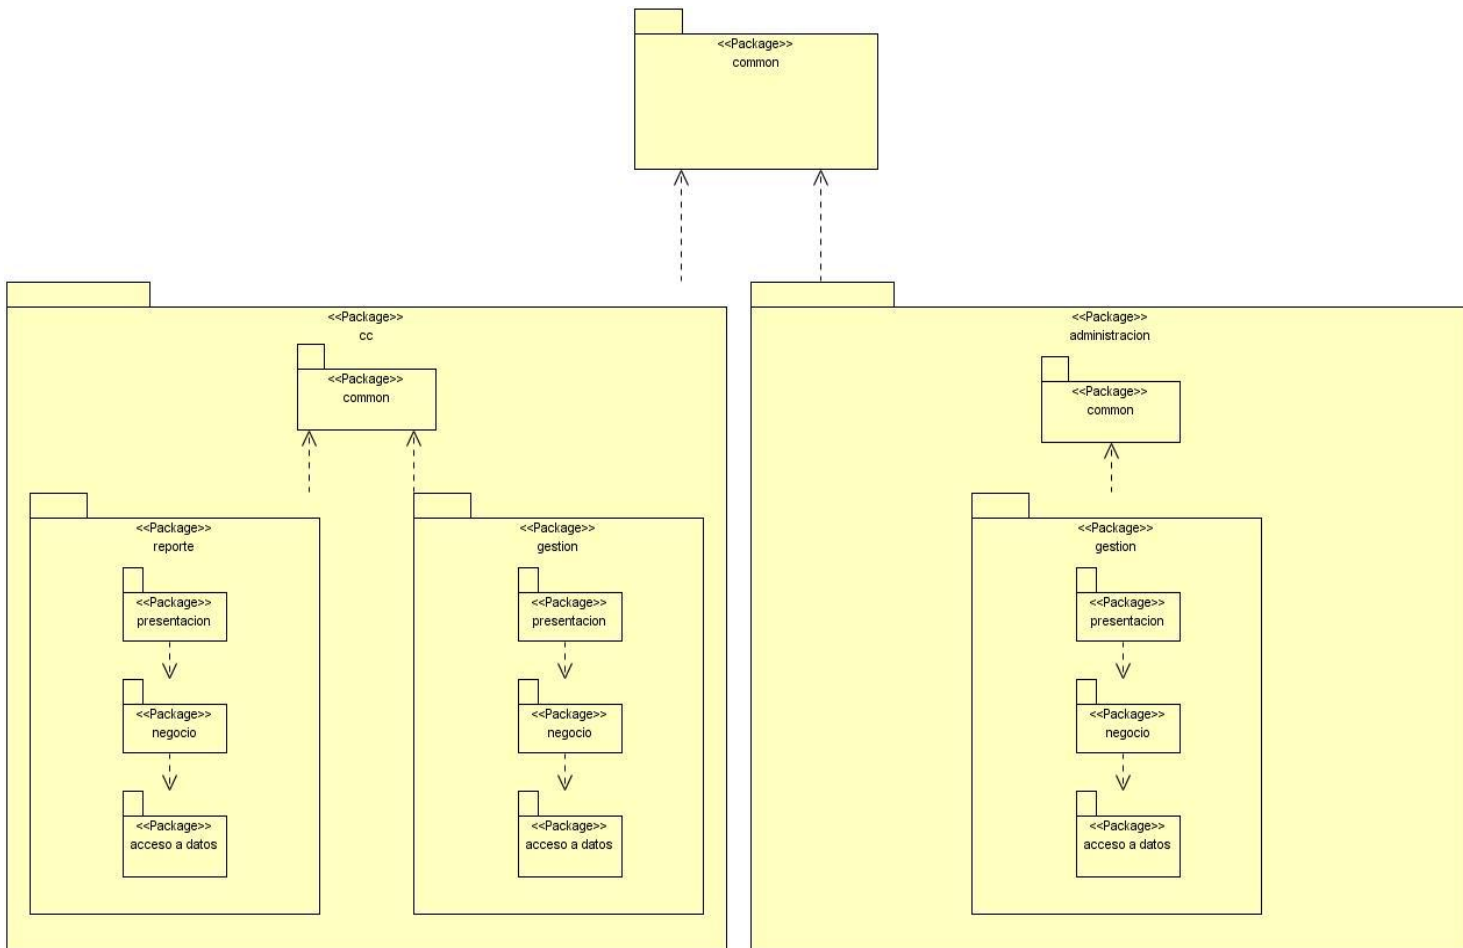 <<Package>>
common
<<Package>>
cc
<<Package>>
common
<<Package>>
reporte
<<Package>>
presentacion
<<Package>>
negocio
<<Package>>
acceso a datos
<<Package>>
gestion
<<Package>>
presentacion
<<Package>>
negocio
<<Package>>
acceso a datos
<<Package>>
administracion
<<Package>>
common
<<Package>>
gestion
<<Package>>
presentacion
<<Package>>
negocio
<<Package>>
acceso a datos